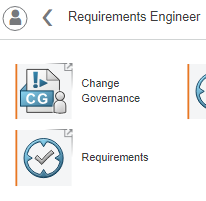 Requirements Engineer
CG
Change
Governance
Requirements